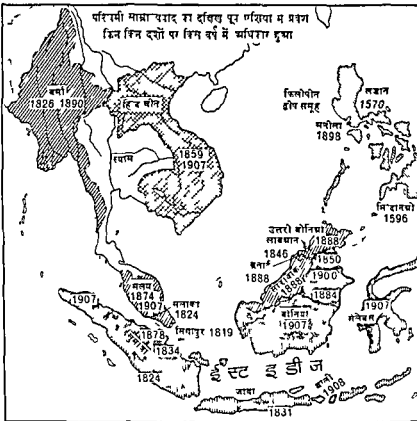 पश्चिमी साम्राज्यवाद का दक्षिण पूर्व एशिया में प्रवेश
किन किन देशों पर किस वर्ष में अधिकार हुआ
बर्मा
1826 1890
हिन्द चीन
फिलीपीन
द्वीप समूह
लूजान
1570
मनीला
1898
स्याम
1859
1907
मिन्दानाओ
1596
उत्तरी बोर्नियो
लाबुआन
1846
1888
1850
ब्रूनाई
1888
1888
1900
1884
मलय
1874
1907
मलाका
1824
सिंगापुर 1819
1907
1878
1834
1824
बोर्नियो
1907
1907
ईस्ट इंडीज
जावा
1831
बाली
1908